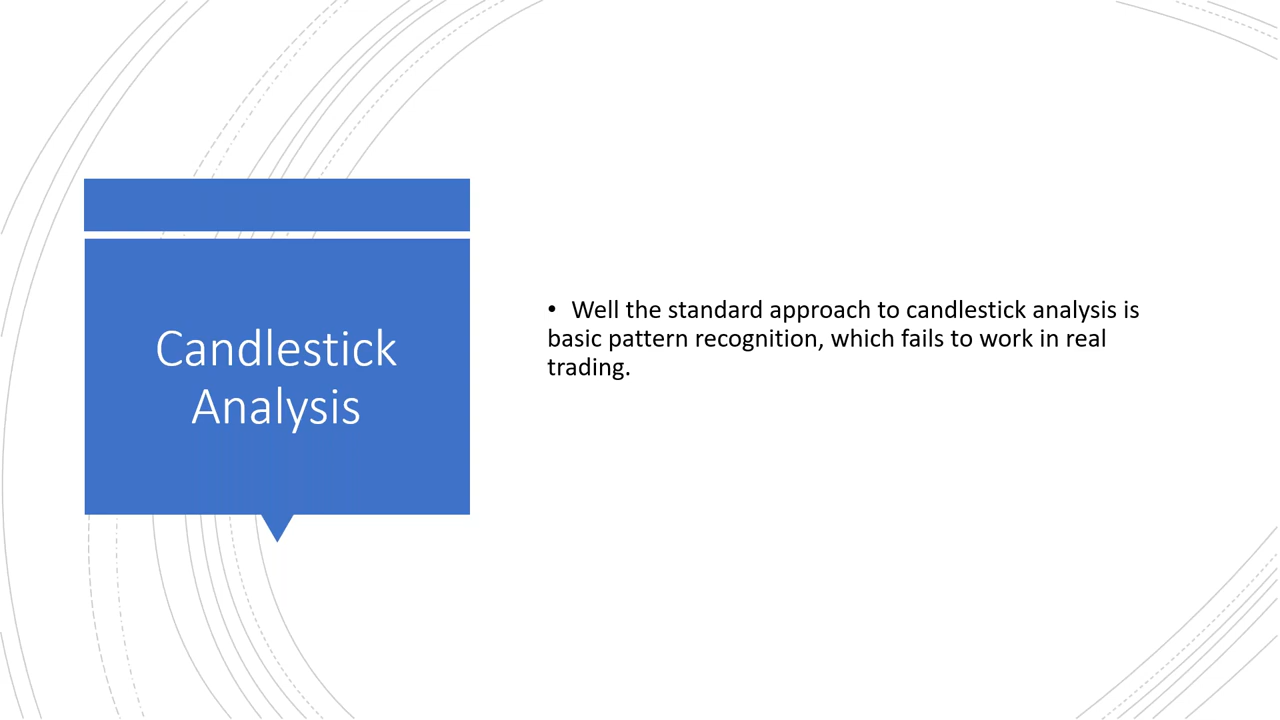 Candlestick
Analysis
• Well the standard approach to candlestick analysis is
basic pattern recognition, which fails to work in real
trading.